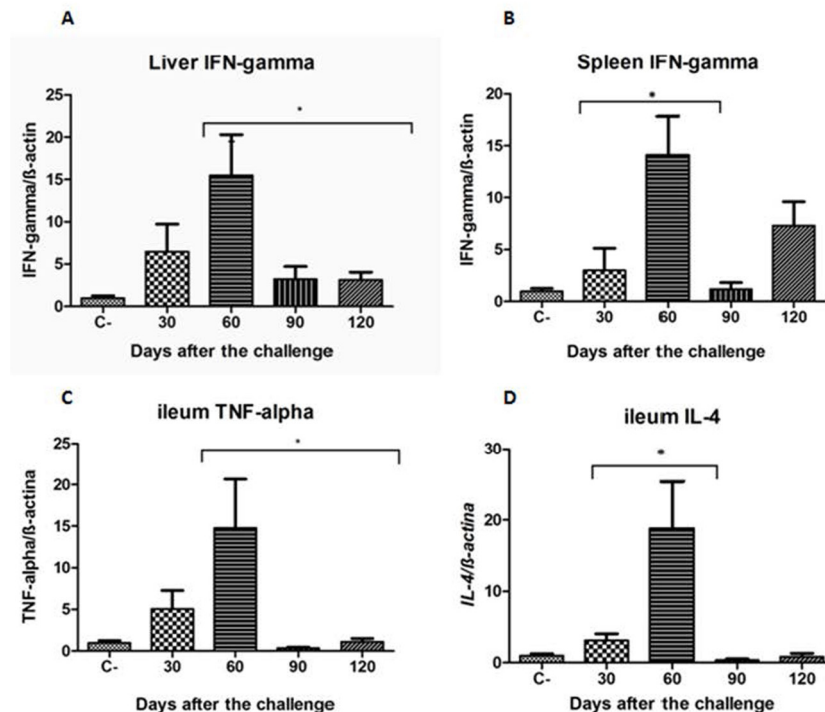 A
Liver IFN-gamma
*
IFN-gamma/ß-actin
25
20
15
10
5
0
C- 30 60 90 120
Days after the challenge
B
Spleen IFN-gamma
*
IFN-gamma/ß-actin
20
15
10
5
0
C- 30 60 90 120
Days after the challenge
C
ileum TNF-alpha
*
TNF-alpha/ß-actina
25
20
15
10
5
0
C- 30 60 90 120
Days after the challenge
D
ileum IL-4
*
IL-4/ß-actina
30
20
10
0
C- 30 60 90 120
Days after the challenge